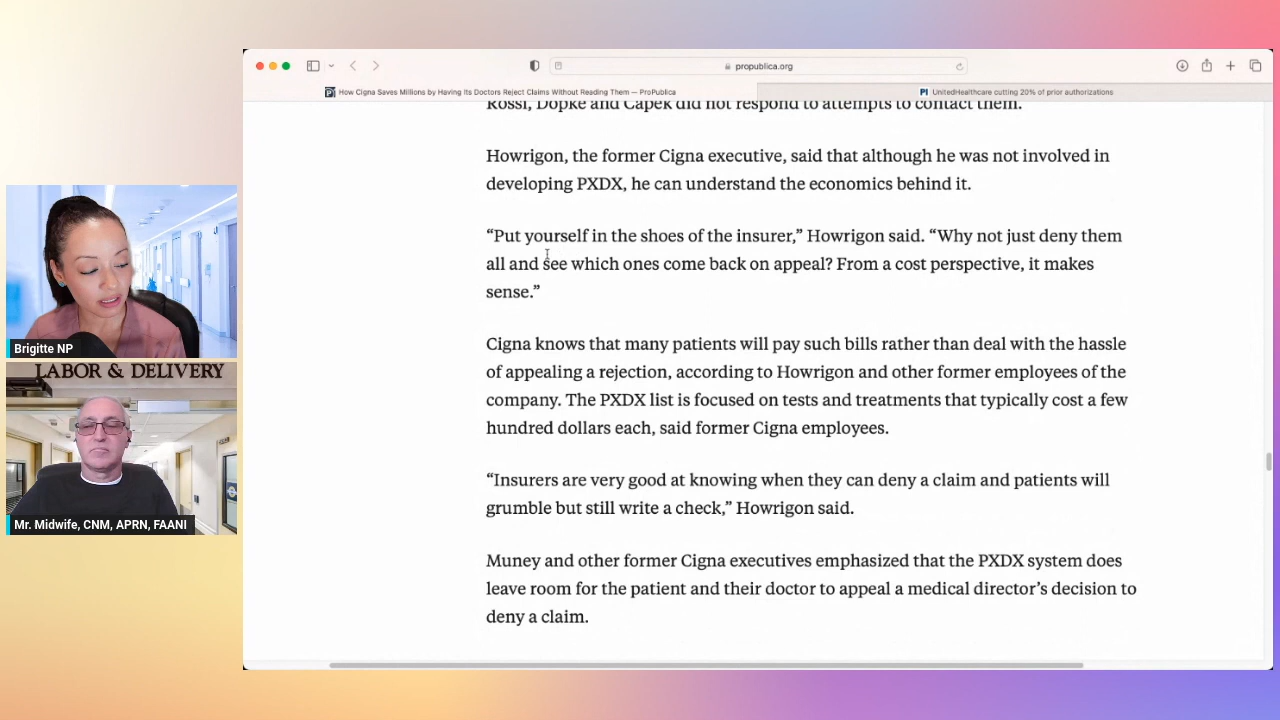 propublica.org
How Cigna Saves Millions by Having Its Doctors Reject Claims Without Reading Them — ProPublica
PI UnitedHealthcare cutting 20% of prior authorizations
Rossi, Dopke and Capek did not respond to attempts to contact them.
Howrigon, the former Cigna executive, said that although he was not involved in
developing PXDX, he can understand the economics behind it.
“Put yourself in the shoes of the insurer,” Howrigon said. “Why not just deny them
all and see which ones come back on appeal? From a cost perspective, it makes
sense.”
Cigna knows that many patients will pay such bills rather than deal with the hassle
of appealing a rejection, according to Howrigon and other former employees of the
company. The PXDX list is focused on tests and treatments that typically cost a few
hundred dollars each, said former Cigna employees.
“Insurers are very good at knowing when they can deny a claim and patients will
grumble but still write a check,” Howrigon said.
Muney and other former Cigna executives emphasized that the PXDX system does
leave room for the patient and their doctor to appeal a medical director’s decision to
deny a claim.
Brigitte NP
LABOR & DELIVERY
Mr. Midwife, CNM, APRN, FAANI